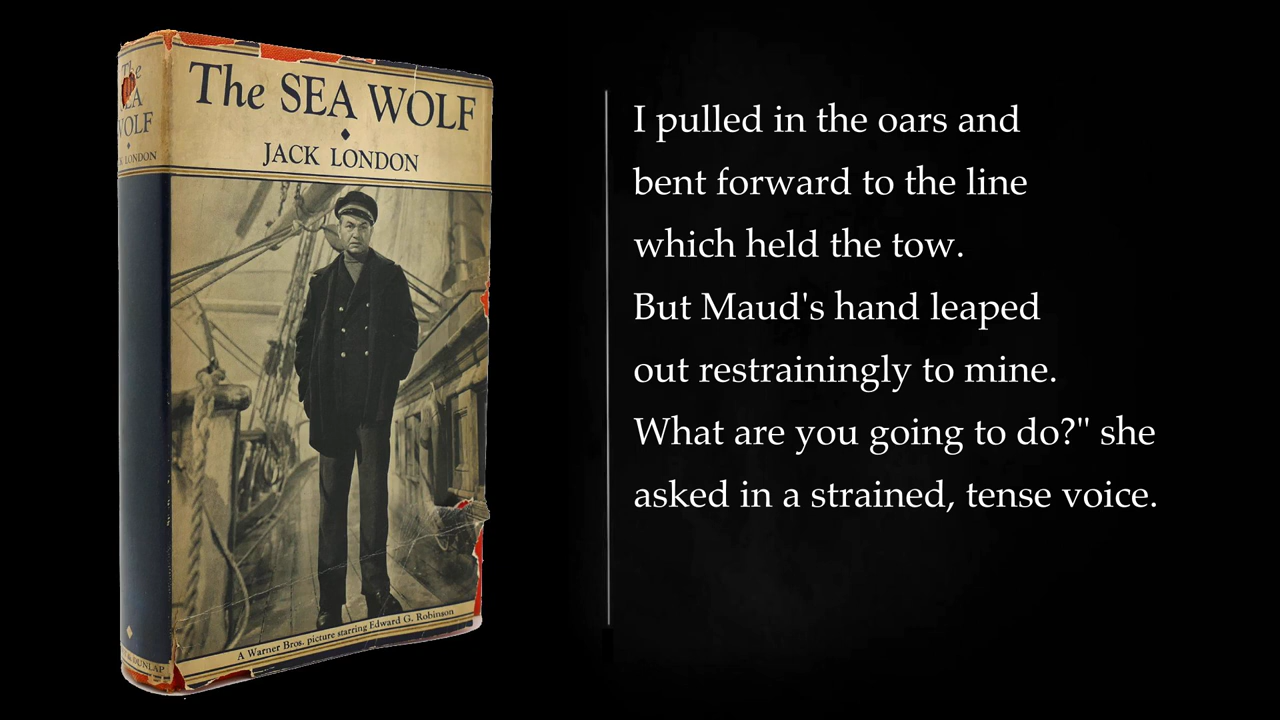 The
SEA
WOLF
LONDON
DUNLAP
The SEA WOLF
JACK LONDON
A Warner Bros. picture starring Edward G. Robinson
I pulled in the oars and
bent forward to the line
which held the tow.
But Maud's hand leaped
out restrainingly to mine.
What are you going to do?" she
asked in a strained, tense voice.